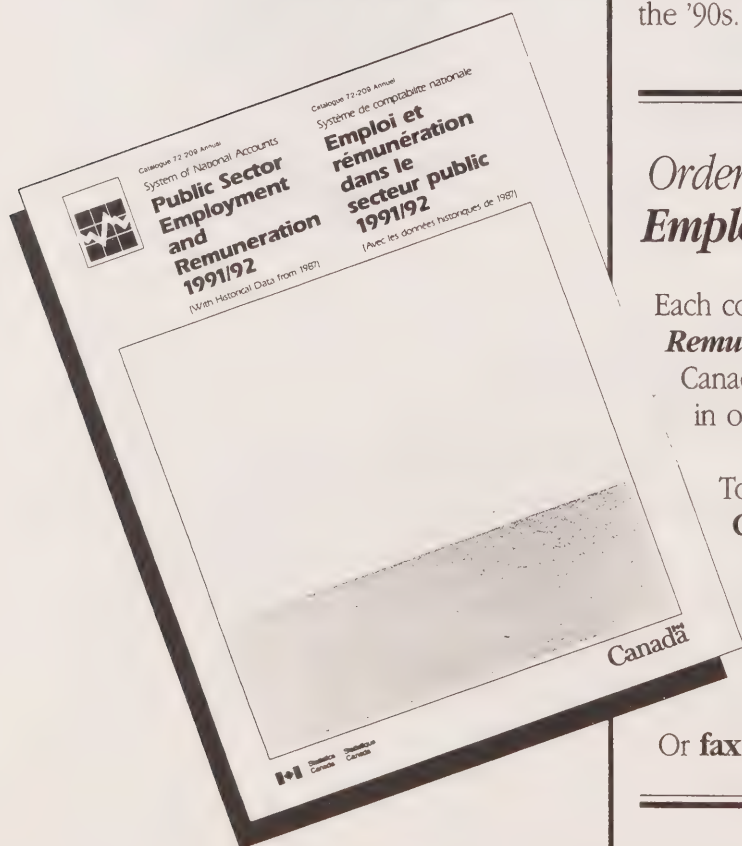 the '90s.
Catalogue 72-209 Annual
System of National Accounts
Public Sector
Employment
and
Remuneration
1991/92
[With Historical Data from 1987]
Catalogue 72-209 Annuel
Système de comptabilité nationale
Emploi et
rémunération
dans le
secteur public
1991/92
[Avec les données historiques de 1987]
Canada
Statistics Statistique
Canada Canada
Order
Empl
Each co
Remu
Canad
in o
To
Or fax